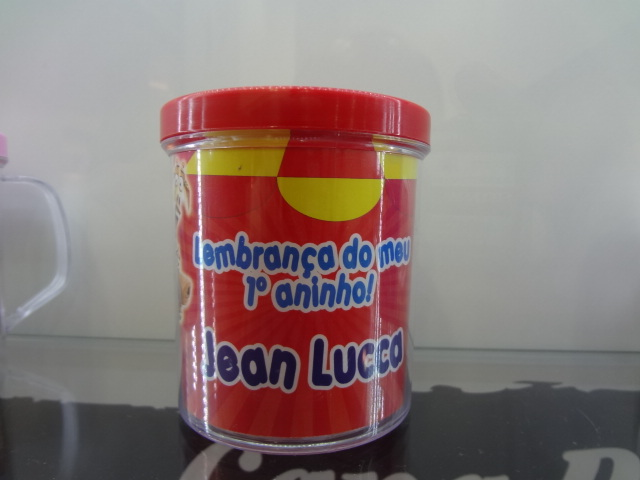 Lembrança do meu
1º aninho!
Jean Lucca